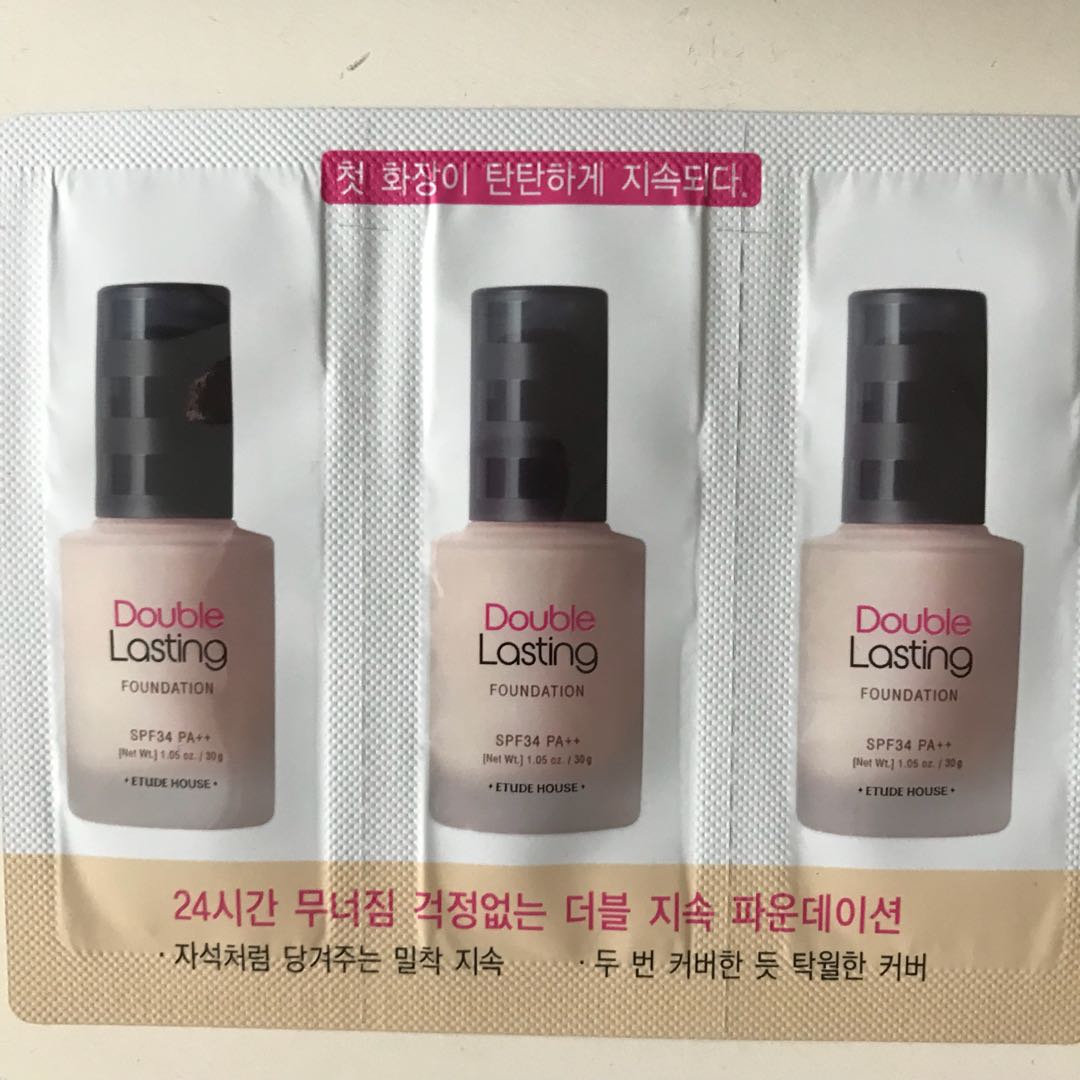 첫 화장이 탄탄하게 지속되다.
Double
Lasting
FOUNDATION
SPF34 PA++
[Net Wt.] 1.05 oz. / 30g
• ETUDE HOUSE •
Double
Lasting
FOUNDATION
SPF34 PA++
[Net Wt.] 1.05 oz. / 30g
• ETUDE HOUSE •
Double
Lasting
FOUNDATION
SPF34 PA++
[Net Wt.] 1.05 oz. / 30g
• ETUDE HOUSE •
24시간 무너짐 걱정없는 더블 지속 파운데이션
· 자석처럼 당겨주는 밀착 지속 · 두 번 커버한 듯 탁월한 커버